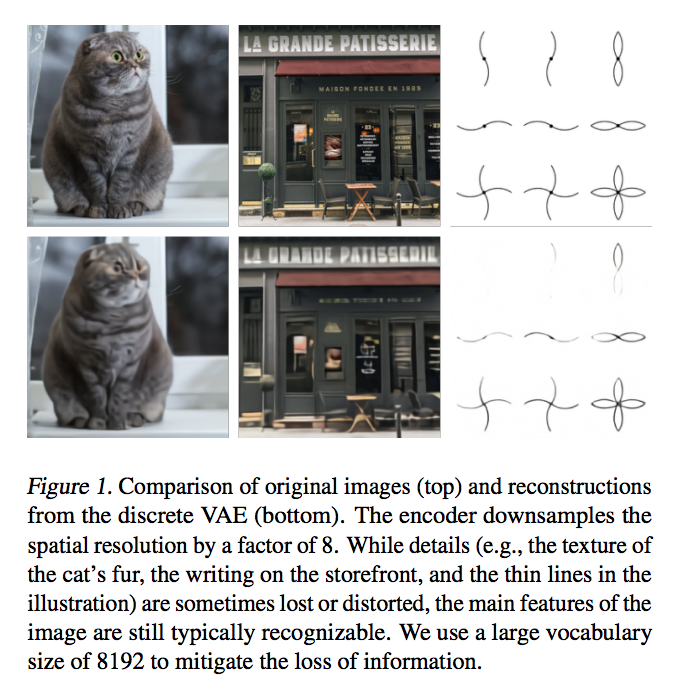 LA GRANDE PATISSERIE
MAISON FONDEE EN 1989
Figure 1. Comparison of original images (top) and reconstructions
from the discrete VAE (bottom). The encoder downsamples the
spatial resolution by a factor of 8. While details (e.g., the texture of
the cat's fur, the writing on the storefront, and the thin lines in the
illustration) are sometimes lost or distorted, the main features of the
image are still typically recognizable. We use a large vocabulary
size of 8192 to mitigate the loss of information.